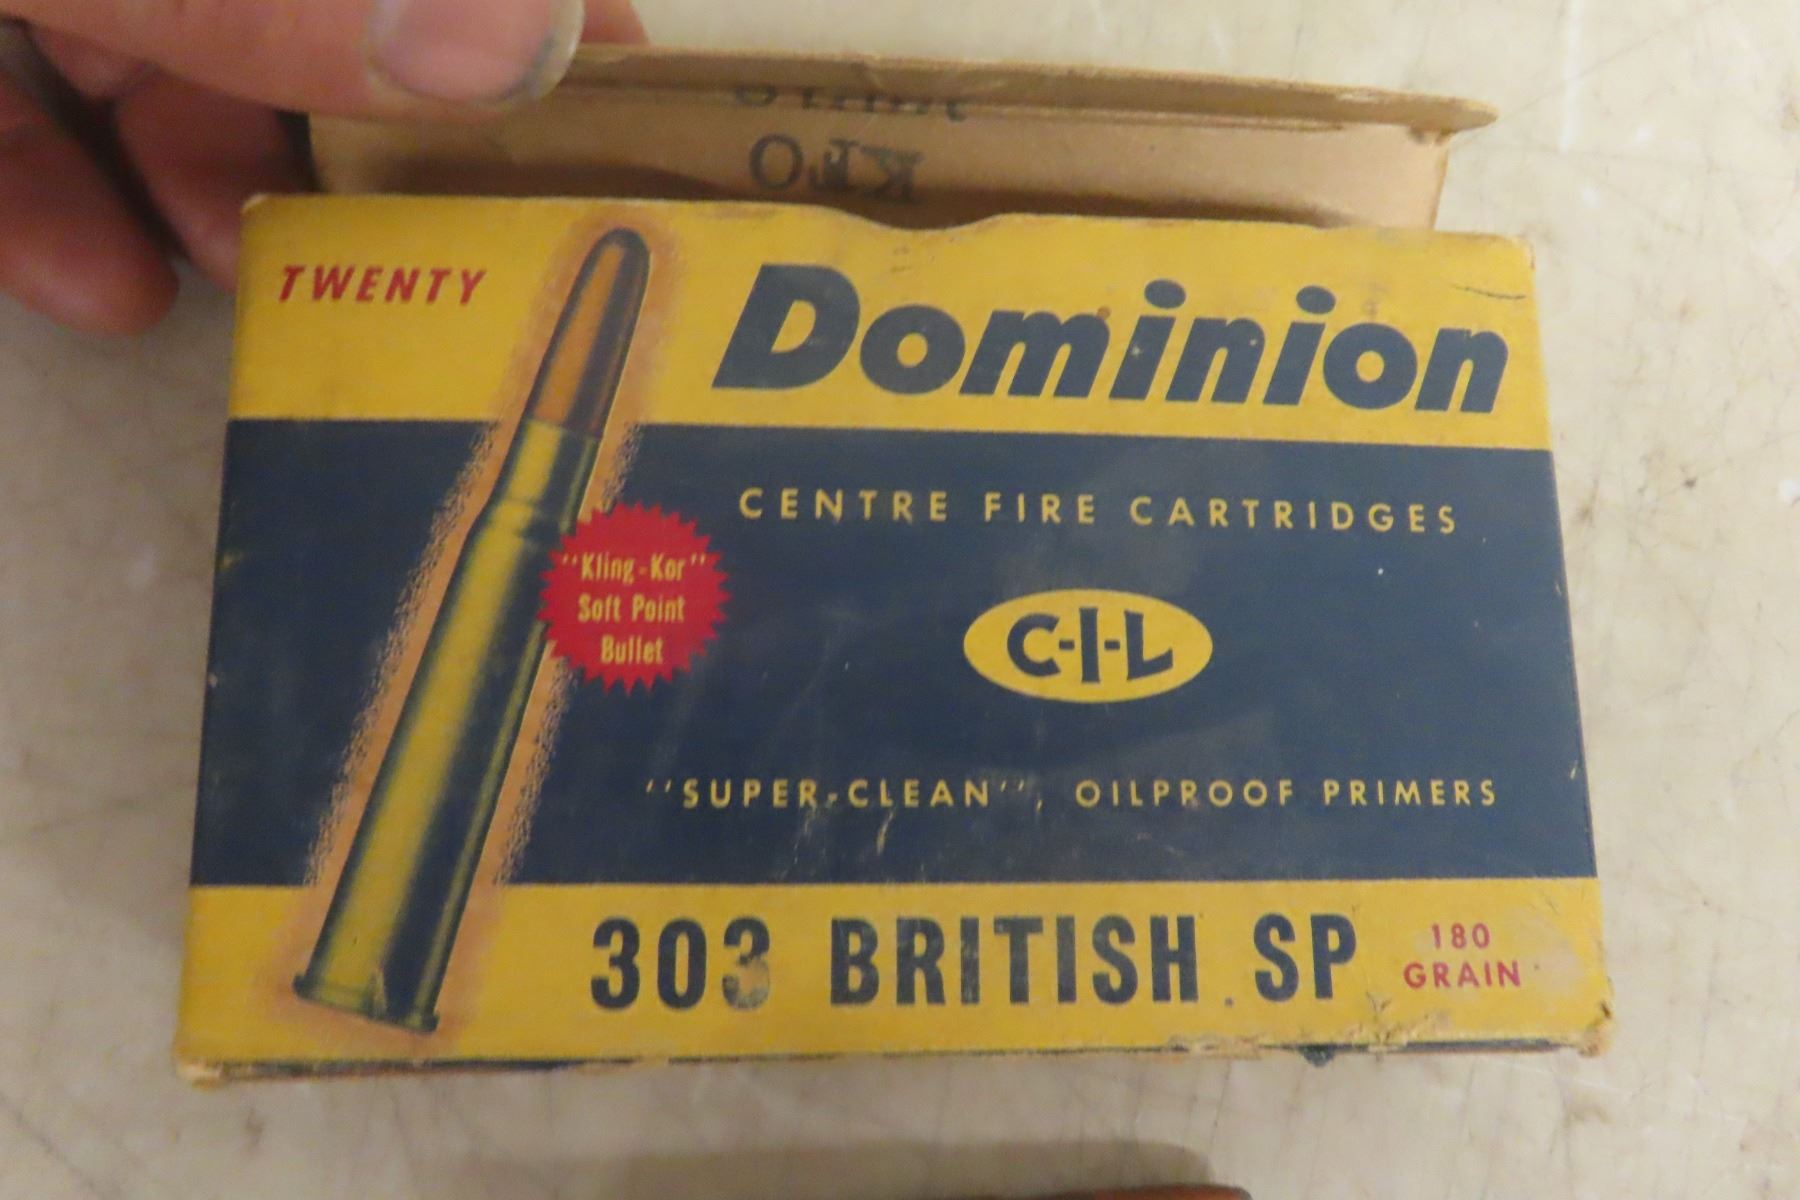 TWENTY
Dominion
CENTRE FIRE CARTRIDGES
"Kling-Kor"
Soft Point
Bullet
C-I-L
"SUPER-CLEAN", OILPROOF PRIMERS
303 BRITISH SP
180
GRAIN